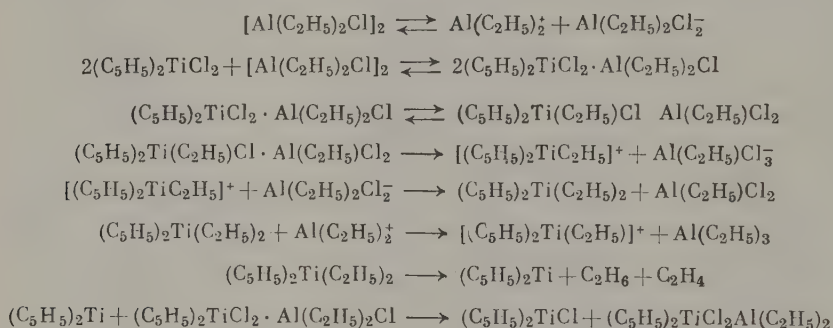 [Al(C₂H₅)₂Cl]₂ ⇌ Al(C₂H₅)₂⁺ + Al(C₂H₅)₂Cl₂⁻
2(C₅H₅)₂TiCl₂ + [Al(C₂H₅)₂Cl]₂ ⇌ 2(C₅H₅)₂TiCl₂ · Al(C₂H₅)₂Cl
(C₅H₅)₂TiCl₂ · Al(C₂H₅)₂Cl ⇌ (C₅H₅)₂Ti(C₂H₅)Cl Al(C₂H₅)Cl₂
(C₅H₅)₂Ti(C₂H₅)Cl · Al(C₂H₅)Cl₂ ⟶ [(C₅H₅)₂TiC₂H₅]⁺ + Al(C₂H₅)Cl₃⁻
[(C₅H₅)₂TiC₂H₅]⁺ + Al(C₂H₅)₂Cl₂⁻ ⟶ (C₅H₅)₂Ti(C₂H₅)₂ + Al(C₂H₅)Cl₂
(C₅H₅)₂Ti(C₂H₅)₂ + Al(C₂H₅)₂⁺ ⟶ [(C₅H₅)₂Ti(C₂H₅)]⁺ + Al(C₂H₅)₃
(C₅H₅)₂Ti(C₂H₅)₂ ⟶ (C₅H₅)₂Ti + C₂H₆ + C₂H₄
(C₅H₅)₂Ti + (C₅H₅)₂TiCl₂ · Al(C₂H₅)₂Cl ⟶ (C₅H₅)₂TiCl + (C₅H₅)₂TiCl₂Al(C₂H₅)₂